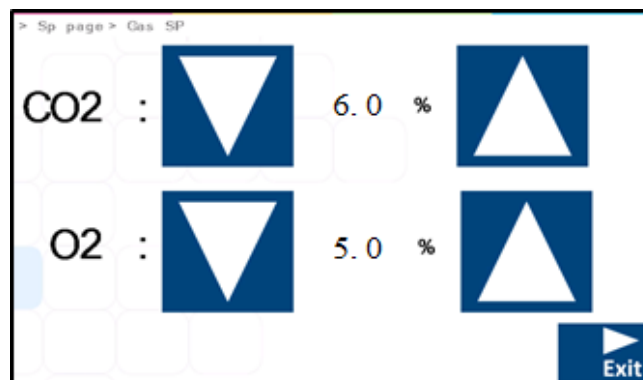 > Sp page > Gas SP
CO2 : 6.0 %
O2 : 5.0 %
Exit